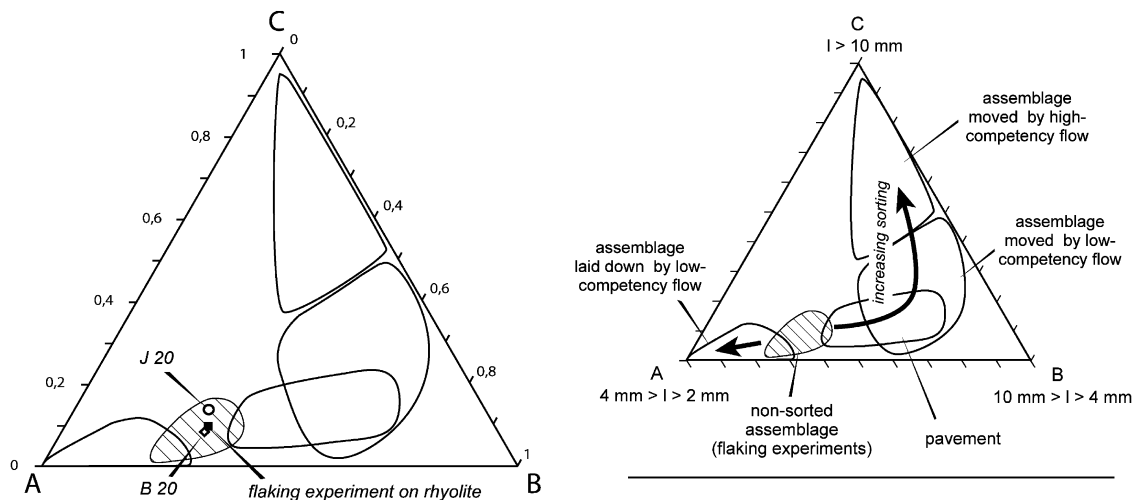 C
0
1
0,8
0,2
0,6
0,4
0,4
0,6
0,2
0,8
0
1
A
B
J 20
B 20
flaking experiment on rhyolite
C
l > 10 mm
assemblage
moved by high-
competency flow
increasing sorting
assemblage
moved by low-
competency flow
assemblage
laid down by low-
competency flow
A
4 mm > l > 2 mm
B
10 mm > l > 4 mm
non-sorted
assemblage
(flaking experiments)
pavement